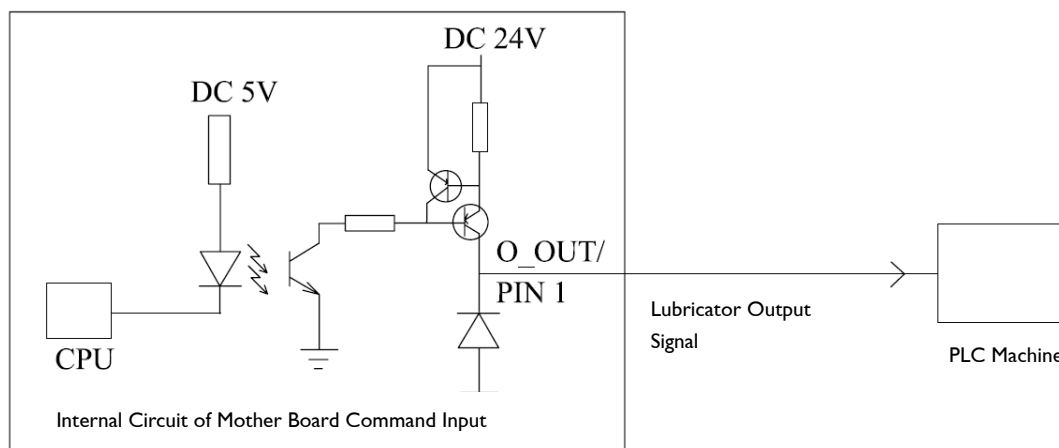 DC 24V
DC 5V
O_OUT/
PIN 1
CPU
Lubricator Output
Signal
PLC Machine
Internal Circuit of Mother Board Command Input